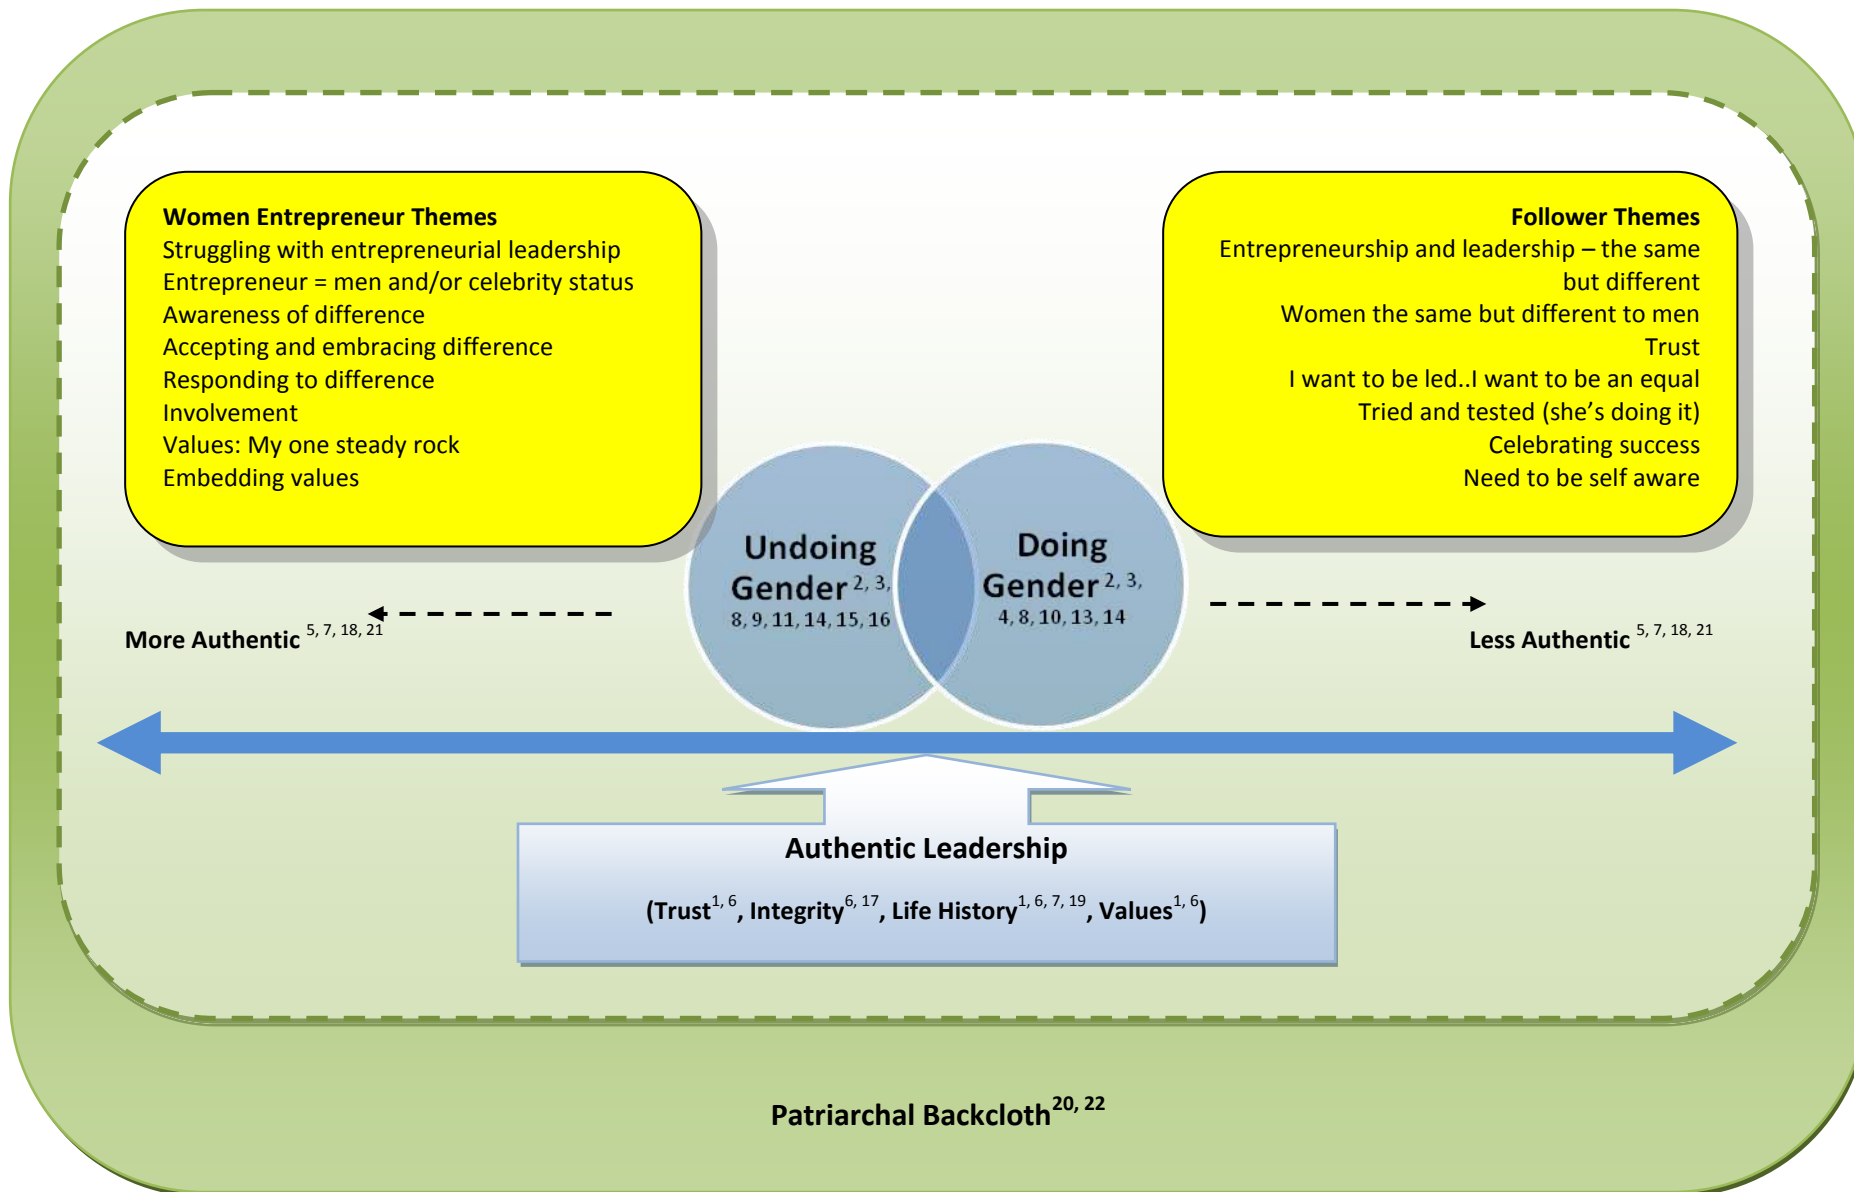 Women Entrepreneur Themes
Struggling with entrepreneurial leadership
Entrepreneur = men and/or celebrity status
Awareness of difference
Accepting and embracing difference
Responding to difference
Involvement
Values: My one steady rock
Embedding values
Follower Themes
Entrepreneurship and leadership – the same
but different
Women the same but different to men
Trust
I want to be led..I want to be an equal
Tried and tested (she's doing it)
Celebrating success
Need to be self aware
Undoing
Gender 2, 3,
8, 9, 11, 14, 15, 16
Doing
Gender 2, 3,
4, 8, 10, 13, 14
More Authentic 5, 7, 18, 21
Less Authentic 5, 7, 18, 21
Authentic Leadership
(Trust1, 6, Integrity6, 17, Life History1, 6, 7, 19, Values1, 6)
Patriarchal Backcloth20, 22